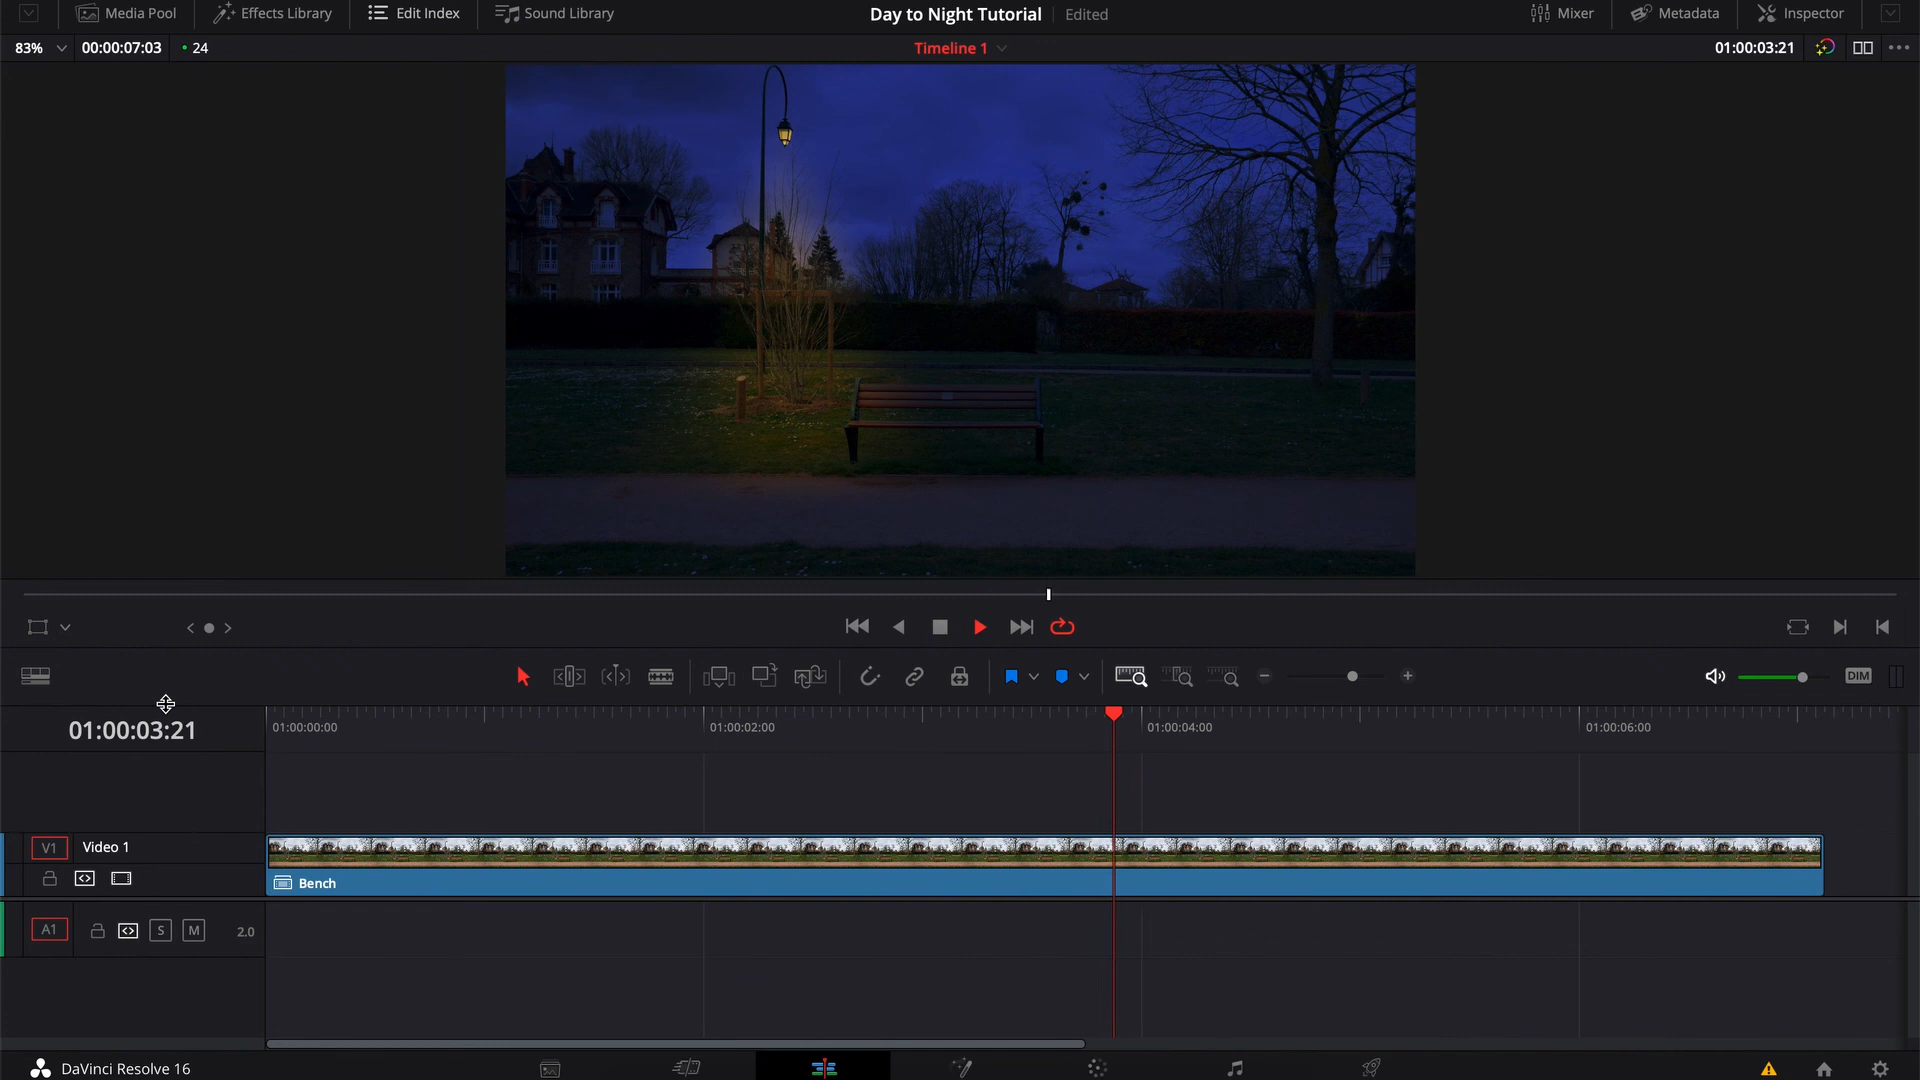 Media Pool
Effects Library
Edit Index
Sound Library
Day to Night Tutorial
Edited
Mixer
Metadata
Inspector
83%
00:00:07:03
24
Timeline 1
01:00:03:21
DIM
01:00:03:21
01:00:00:00
01:00:02:00
01:00:04:00
01:00:06:00
V1
Video 1
Bench
A1
S
M
2.0
DaVinci Resolve 16